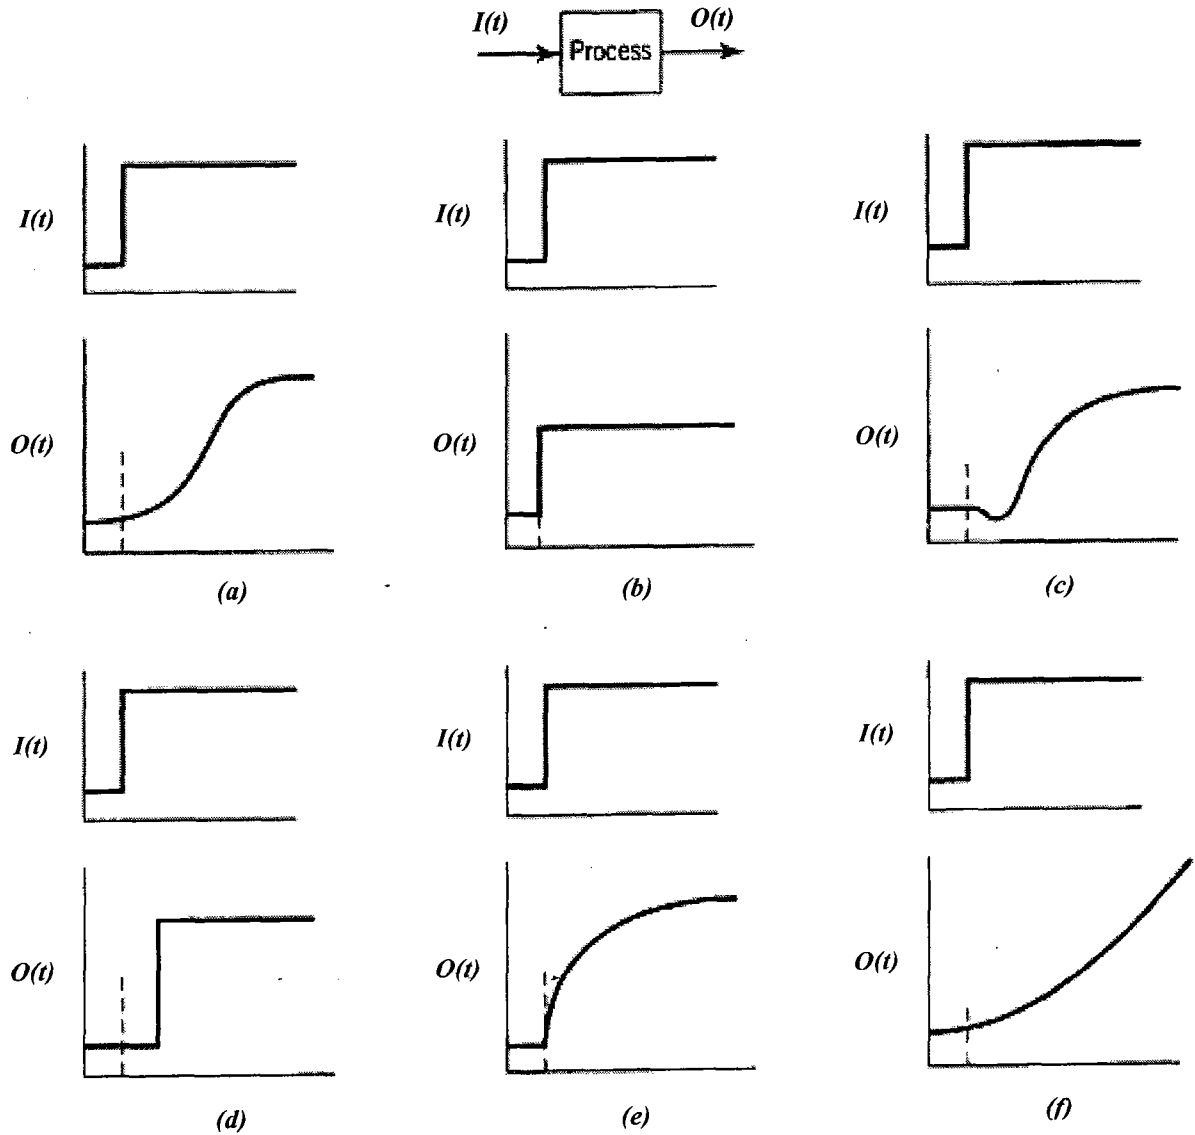 I(t) O(t)
Process
I(t) I(t) I(t)
O(t) O(t) O(t)
(a) (b) (c)
I(t) I(t) I(t)
O(t) O(t) O(t)
(d) (e) (f)